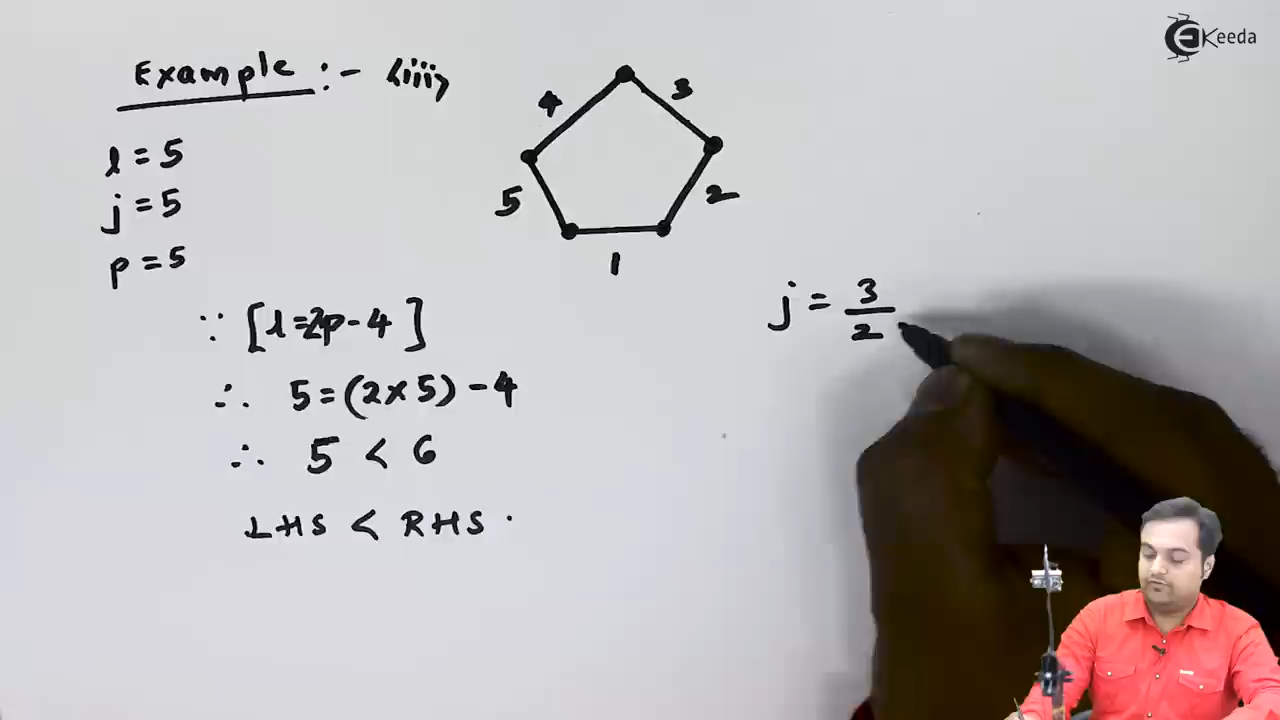 Example :- <iii>
EKeeda
4
3
l = 5
j = 5
5
2
p = 5
1
∵ [l = 2p - 4]
j = 3/2
∴ 5 = (2 × 5) - 4
∴ 5 < 6
LHS < RHS .